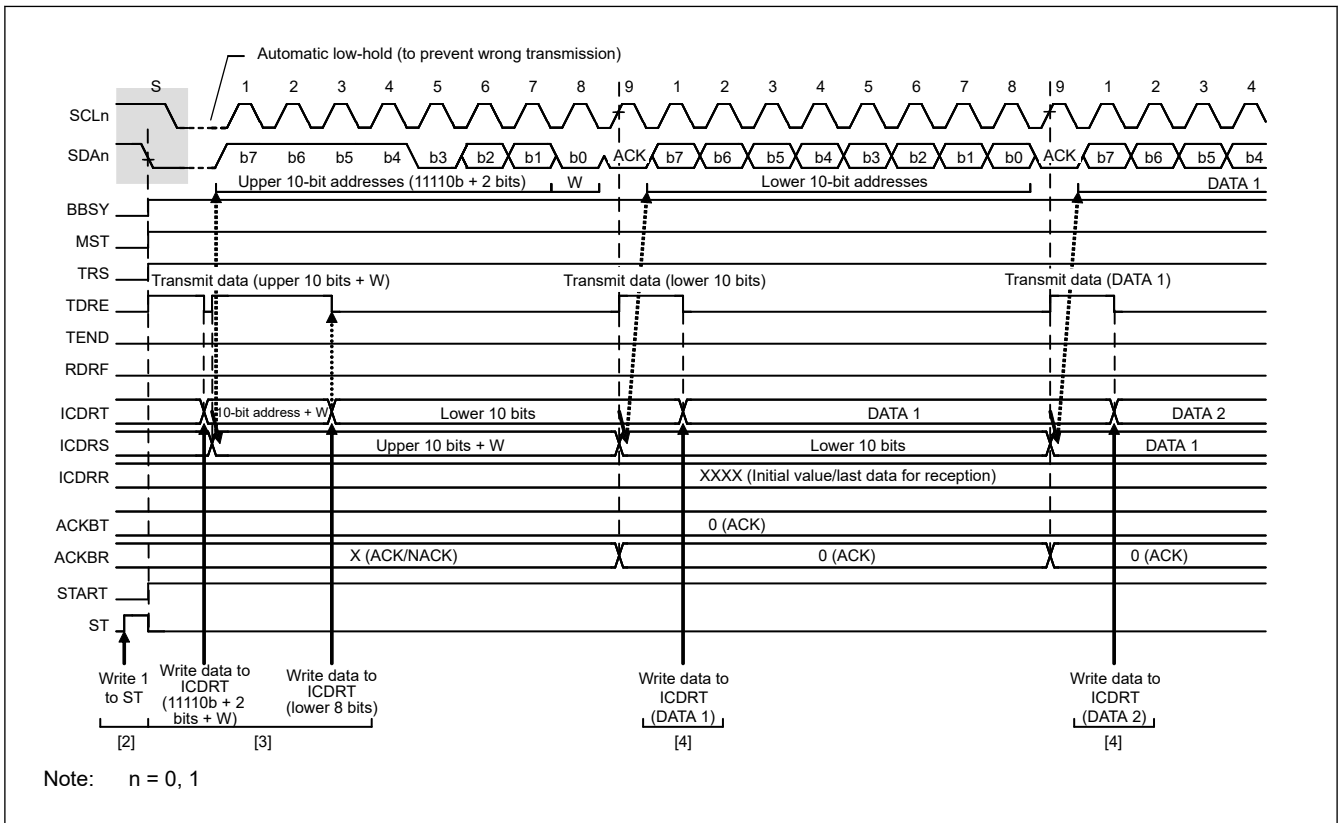 Automatic low-hold (to prevent wrong transmission)
S 1 2 3 4 5 6 7 8 9 1 2 3 4 5 6 7 8 9 1 2 3 4
SCLn
SDAn b7 b6 b5 b4 b3 b2 b1 b0 ACK b7 b6 b5 b4 b3 b2 b1 b0 ACK b7 b6 b5 b4
Upper 10-bit addresses (11110b + 2 bits) W Lower 10-bit addresses DATA 1
BBSY
MST
TRS
Transmit data (upper 10 bits + W) Transmit data (lower 10 bits) Transmit data (DATA 1)
TDRE
TEND
RDRF
ICDRT 10-bit address + W Lower 10 bits DATA 1 DATA 2
ICDRS Upper 10 bits + W Lower 10 bits DATA 1
ICDRR XXXX (Initial value/last data for reception)
ACKBT 0 (ACK)
ACKBR X (ACK/NACK) 0 (ACK) 0 (ACK)
START
ST
Write 1
to ST
Write data to
ICDRT
(11110b + 2
bits + W)
Write data to
ICDRT
(lower 8 bits)
Write data to
ICDRT
(DATA 1)
Write data to
ICDRT
(DATA 2)
[2] [3] [4] [4]
Note: n = 0, 1